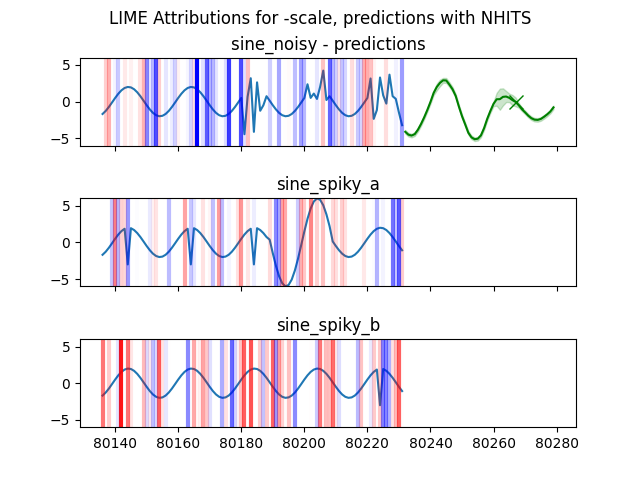 LIME Attributions for -scale, predictions with NHITS
sine_noisy - predictions
5
0
−5
sine_spiky_a
5
0
−5
sine_spiky_b
5
0
−5
80140 80160 80180 80200 80220 80240 80260 80280